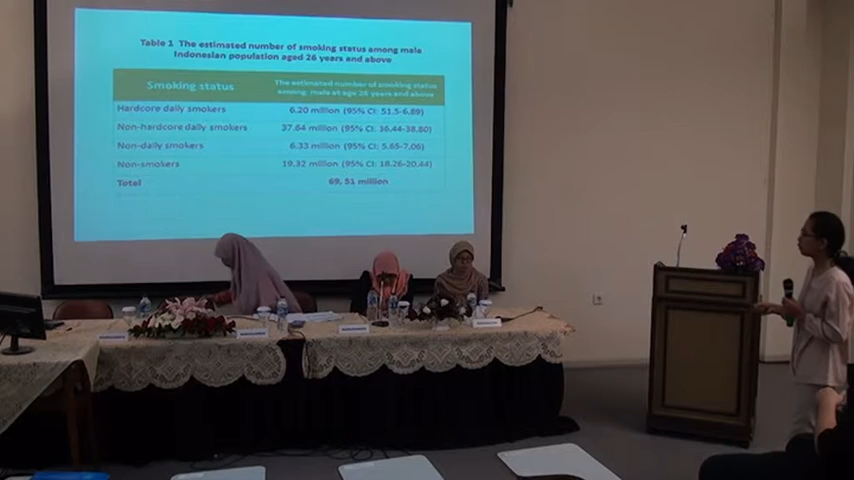 Table 1 The estimated number of smoking status among male
Indonesian population aged 26 years and above
Smoking status
The estimated number of smoking status
among male at age 26 years and above
Hardcore daily smokers 6.20 million (95% CI: 51.5-6.89)
Non-hardcore daily smokers 37.64 million (95% CI: 36.44-38.80)
Non-daily smokers 6.33 million (95% CI: 5.65-7.06)
Non-smokers 19.32 million (95% CI: 18.26-20.44)
Total 69, 51 million